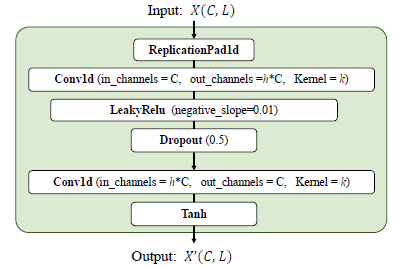 Input: X(C, L)
ReplicationPad1d
Conv1d (in_channels = C, out_channels =h*C, Kernel = k)
LeakyRelu (negative_slope=0.01)
Dropout (0.5)
Conv1d (in_channels = h*C, out_channels = C, Kernel = k)
Tanh
Output: X'(C, L)